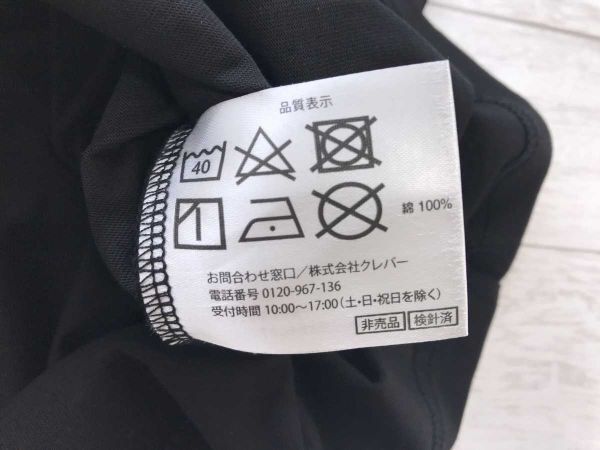 品質表示
40
綿 100%
お問合わせ窓口／株式会社クレバー
電話番号 0120-967-136
受付時間 10:00〜17:00（土・日・祝日を除く）
非売品 検針済